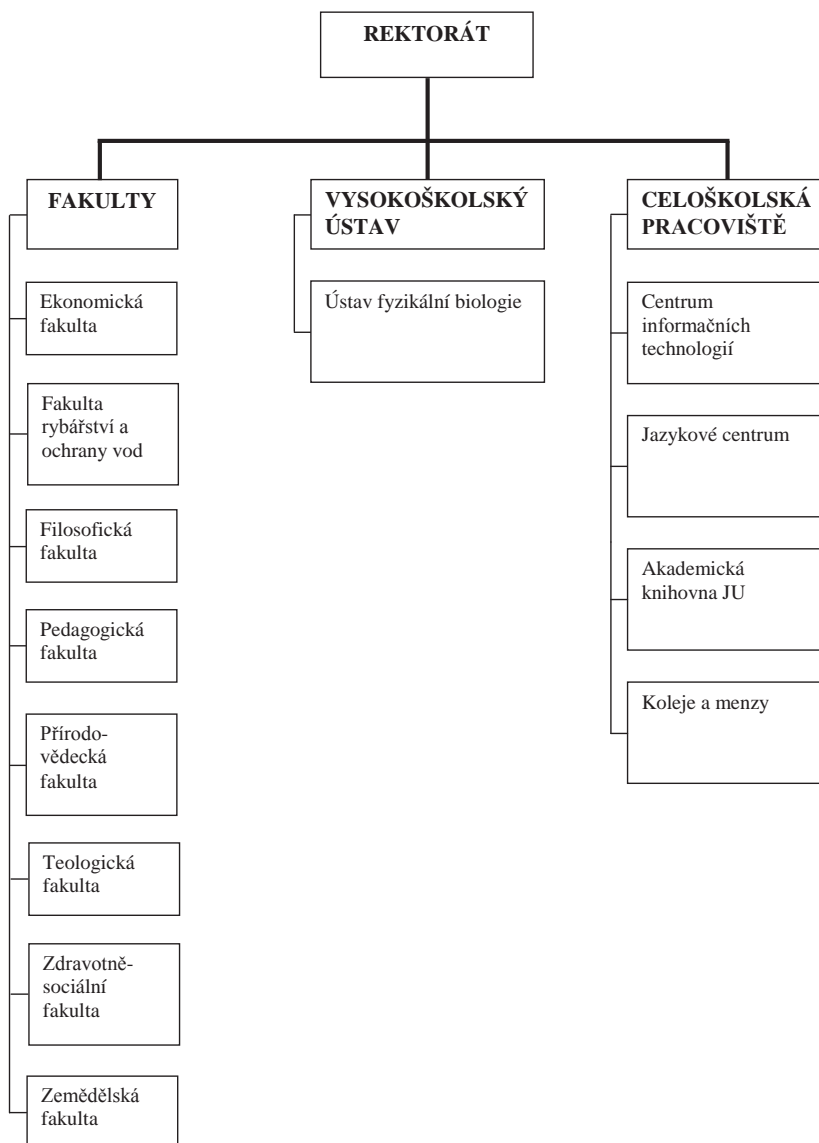 REKTORÁT
FAKULTY
Ekonomická
fakulta
Fakulta
rybářství a
ochrany vod
Filosofická
fakulta
Pedagogická
fakulta
Přírodo-
vědecká
fakulta
Teologická
fakulta
Zdravotně-
sociální
fakulta
Zemědělská
fakulta
VYSOKOŠKOLSKÝ
ÚSTAV
Ústav fyzikální biologie
CELOŠKOLSKÁ
PRACOVIŠTĚ
Centrum
informačních
technologií
Jazykové centrum
Akademická
knihovna JU
Koleje a menzy